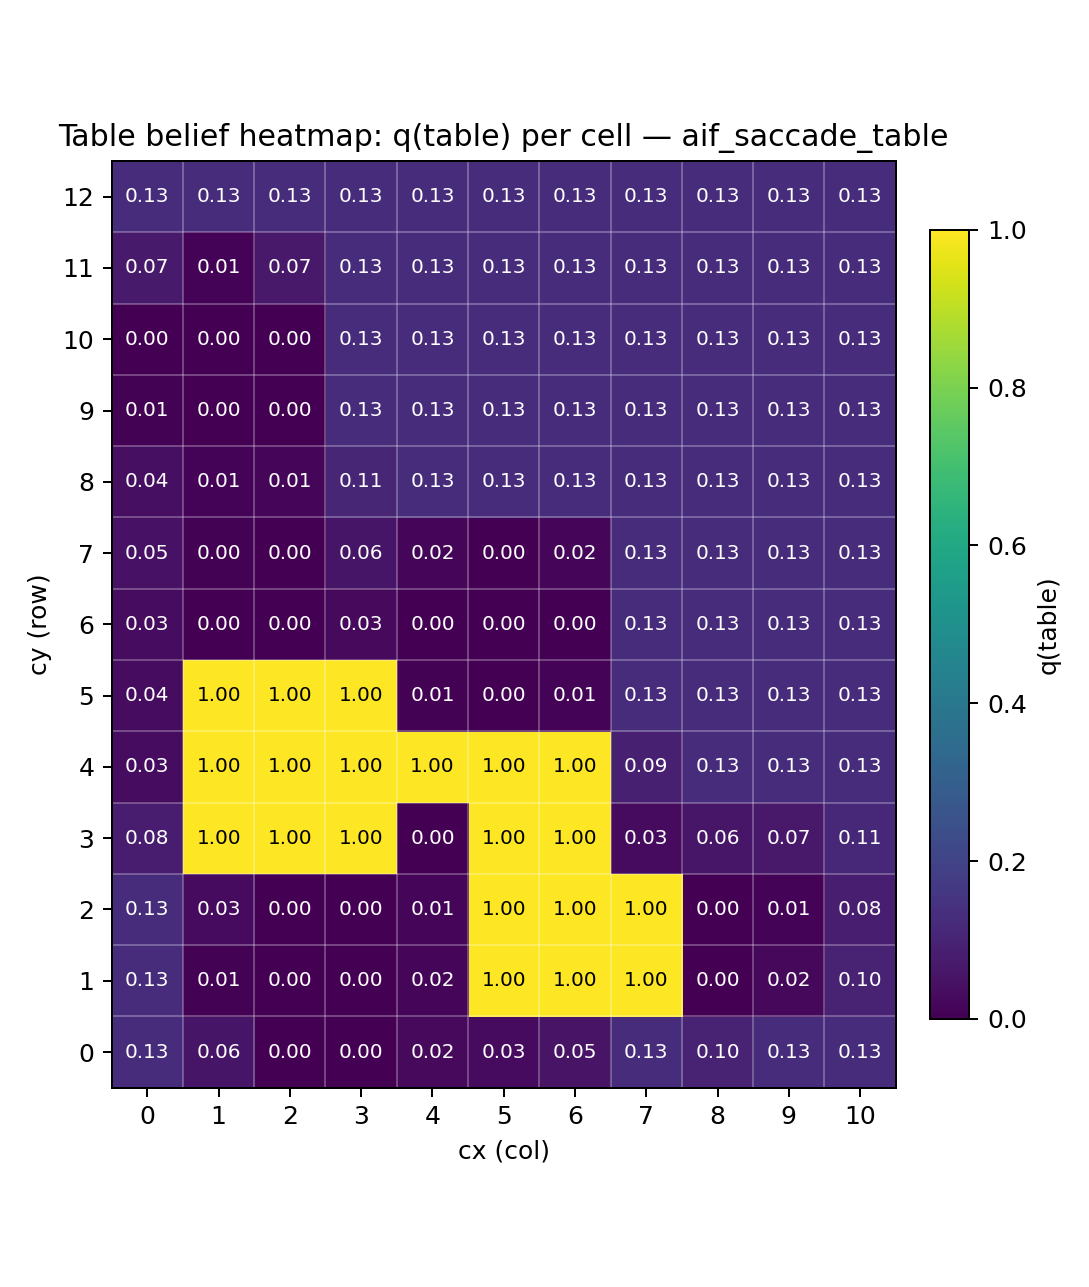 Table belief heatmap: q(table) per cell — aif_saccade_table
12 0.13 0.13 0.13 0.13 0.13 0.13 0.13 0.13 0.13 0.13 0.13
11 0.07 0.01 0.07 0.13 0.13 0.13 0.13 0.13 0.13 0.13 0.13
10 0.00 0.00 0.00 0.13 0.13 0.13 0.13 0.13 0.13 0.13 0.13
9 0.01 0.00 0.00 0.13 0.13 0.13 0.13 0.13 0.13 0.13 0.13
8 0.04 0.01 0.01 0.11 0.13 0.13 0.13 0.13 0.13 0.13 0.13
7 0.05 0.00 0.00 0.06 0.02 0.00 0.02 0.13 0.13 0.13 0.13
6 0.03 0.00 0.00 0.03 0.00 0.00 0.00 0.13 0.13 0.13 0.13
5 0.04 1.00 1.00 1.00 0.01 0.00 0.01 0.13 0.13 0.13 0.13
4 0.03 1.00 1.00 1.00 1.00 1.00 1.00 0.09 0.13 0.13 0.13
3 0.08 1.00 1.00 1.00 0.00 1.00 1.00 0.03 0.06 0.07 0.11
2 0.13 0.03 0.00 0.00 0.01 1.00 1.00 1.00 0.00 0.01 0.08
1 0.13 0.01 0.00 0.00 0.02 1.00 1.00 1.00 0.00 0.02 0.10
0 0.13 0.06 0.00 0.00 0.02 0.03 0.05 0.13 0.10 0.13 0.13
0 1 2 3 4 5 6 7 8 9 10
cx (col)
cy (row)
1.0
0.8
0.6
0.4
0.2
0.0
q(table)